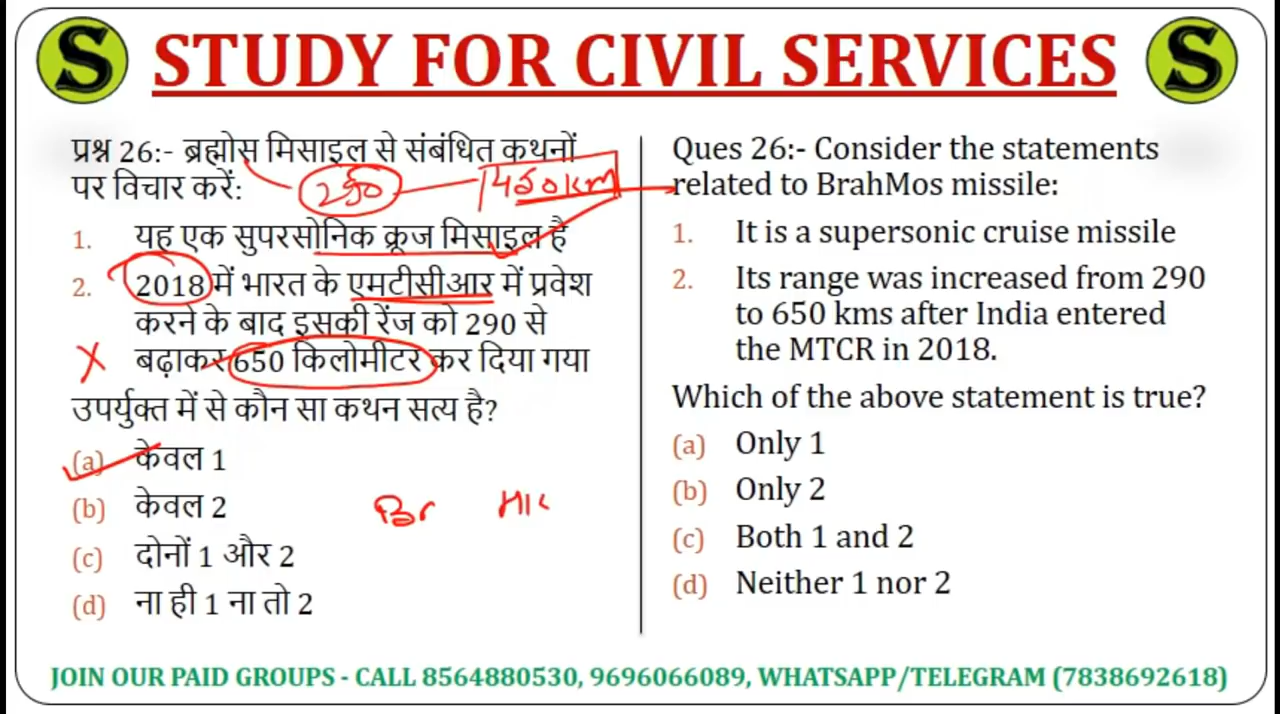 S STUDY FOR CIVIL SERVICES S
प्रश्न 26:- ब्रह्मोस मिसाइल से संबंधित कथनों
पर विचार करें:
290
450km
1. यह एक सुपरसोनिक क्रूज मिसाइल है
2. 2018 में भारत के एमटीसीआर में प्रवेश
करने के बाद इसकी रेंज को 290 से
बढ़ाकर 650 किलोमीटर कर दिया गया
उपर्युक्त में से कौन सा कथन सत्य है?
(a) केवल 1
(b) केवल 2
(c) दोनों 1 और 2
(d) ना ही 1 ना तो 2
Ques 26:- Consider the statements
related to BrahMos missile:
1. It is a supersonic cruise missile
2. Its range was increased from 290
to 650 kms after India entered
the MTCR in 2018.
Which of the above statement is true?
(a) Only 1
(b) Only 2
(c) Both 1 and 2
(d) Neither 1 nor 2
JOIN OUR PAID GROUPS - CALL 8564880530, 9696066089, WHATSAPP/TELEGRAM (7838692618)